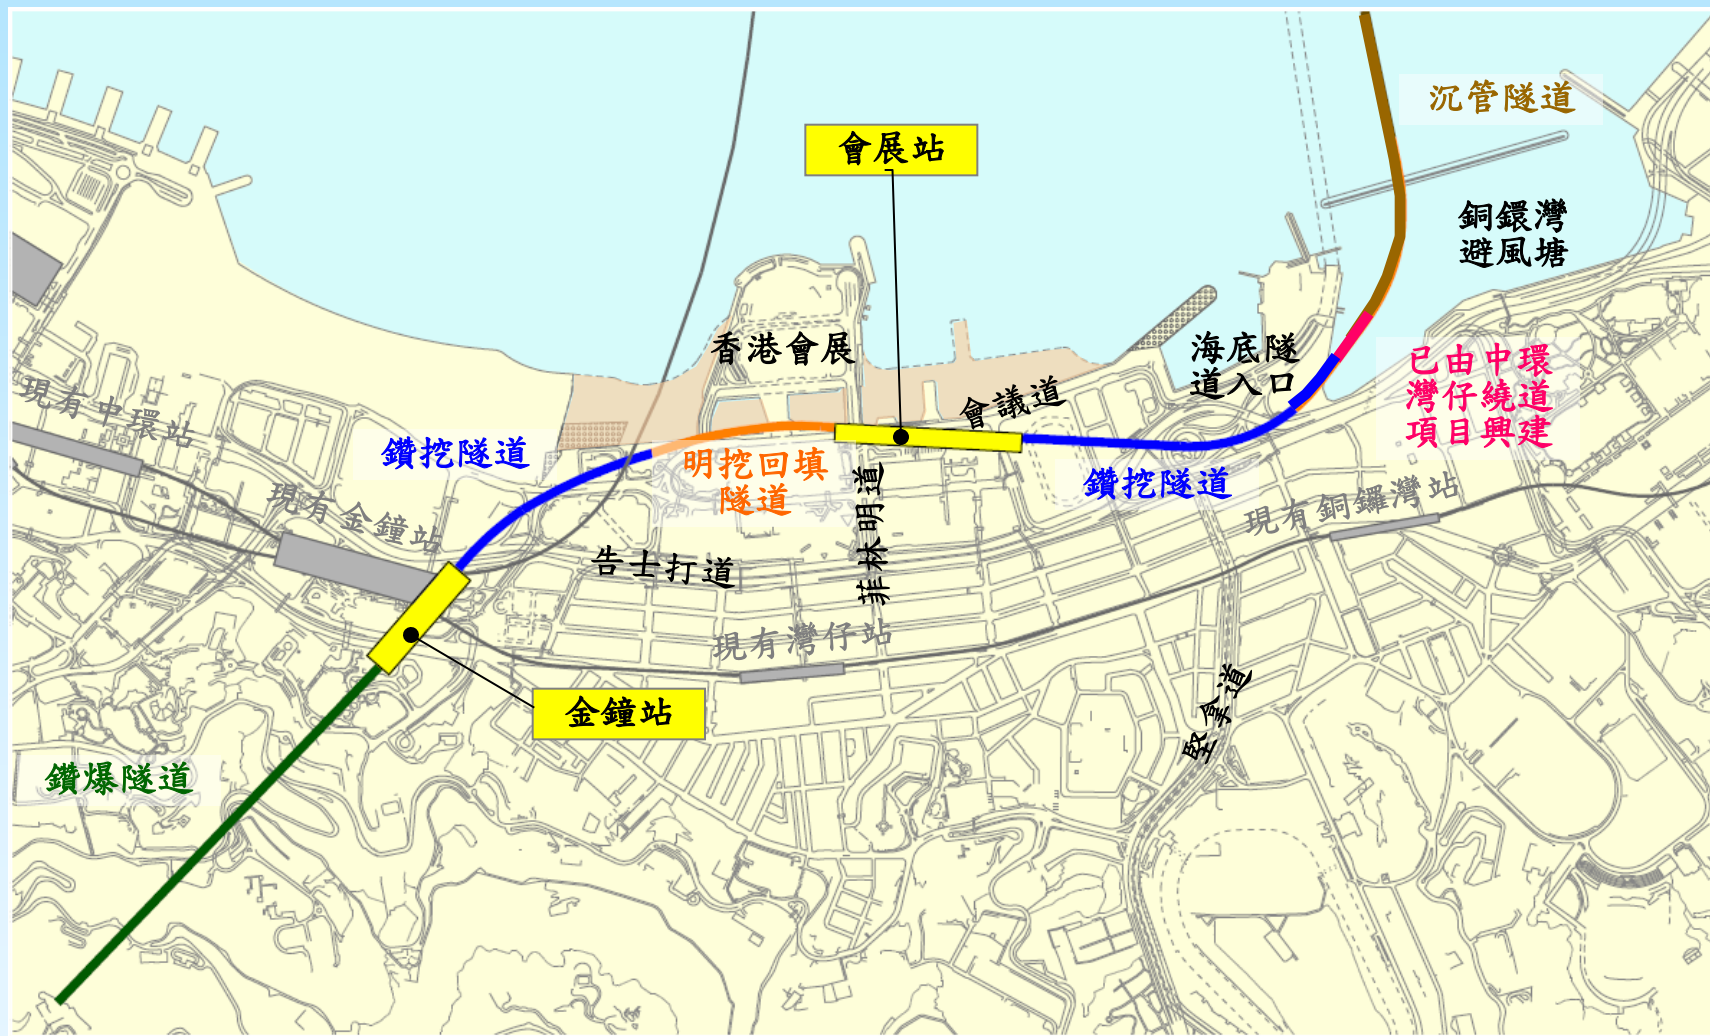 沉管隧道
會展站
銅鑼灣
避風塘
香港會展
海底隧
道入口
已由中環
灣仔繞道
項目興建
現有中環站
會議道
鑽挖隧道
明挖回填
隧道
鑽挖隧道
現有金鐘站
菲林明道
現有銅鑼灣站
告士打道
現有灣仔站
堅拿道
金鐘站
鑽爆隧道